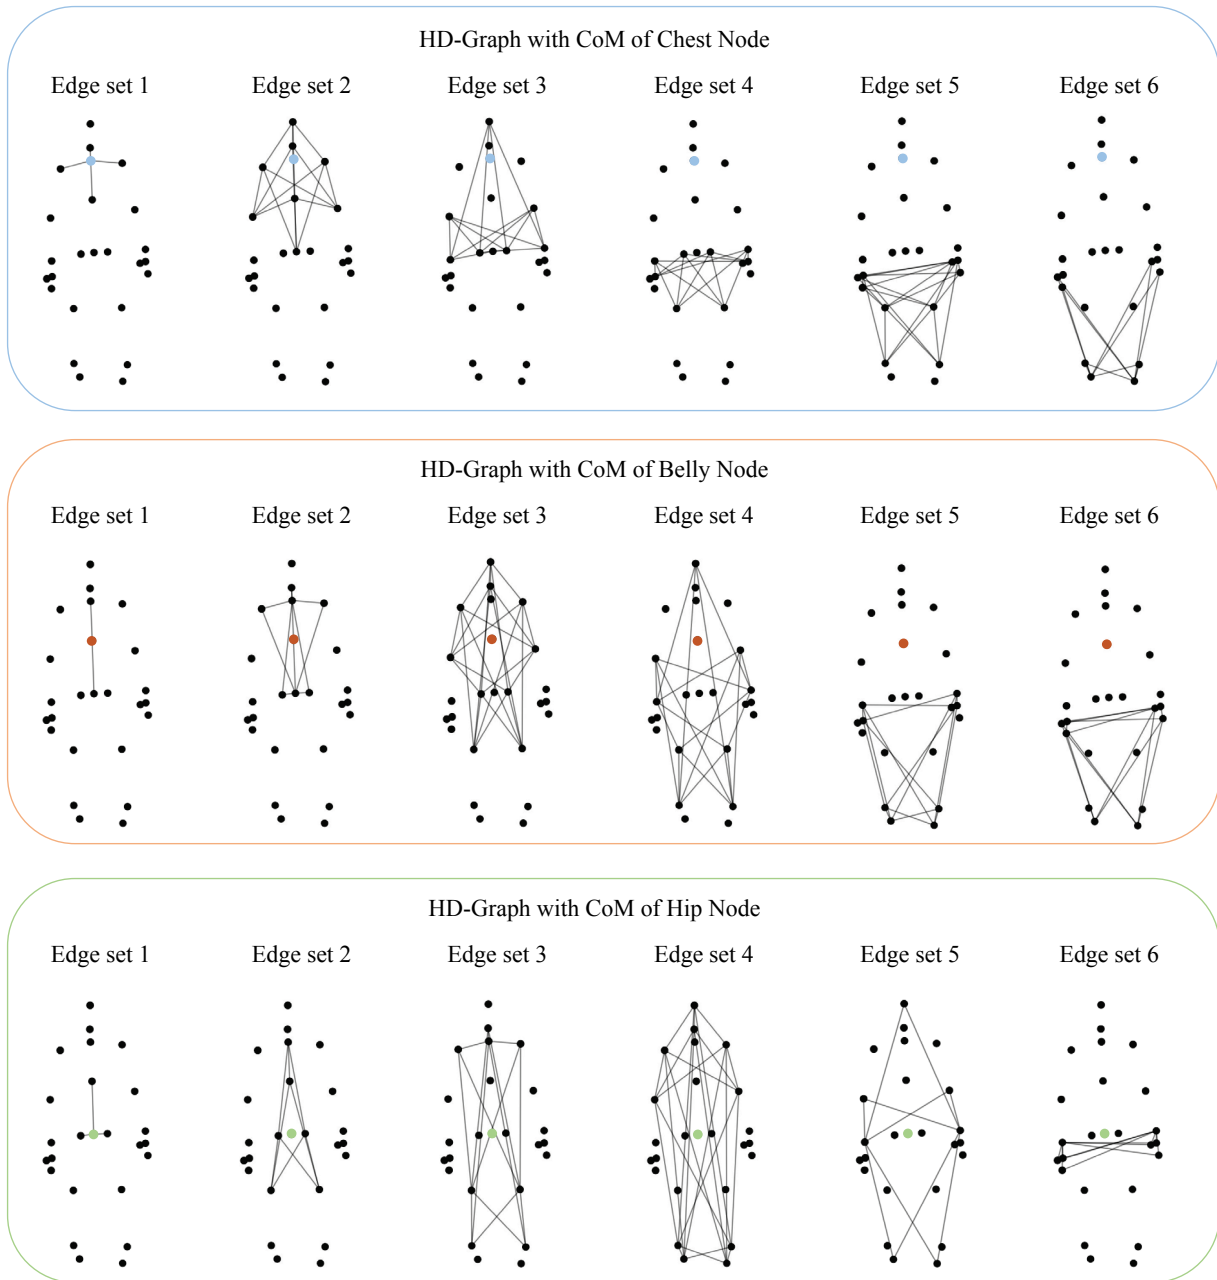 HD-Graph with CoM of Chest Node
Edge set 1 Edge set 2 Edge set 3 Edge set 4 Edge set 5 Edge set 6
HD-Graph with CoM of Belly Node
Edge set 1 Edge set 2 Edge set 3 Edge set 4 Edge set 5 Edge set 6
HD-Graph with CoM of Hip Node
Edge set 1 Edge set 2 Edge set 3 Edge set 4 Edge set 5 Edge set 6